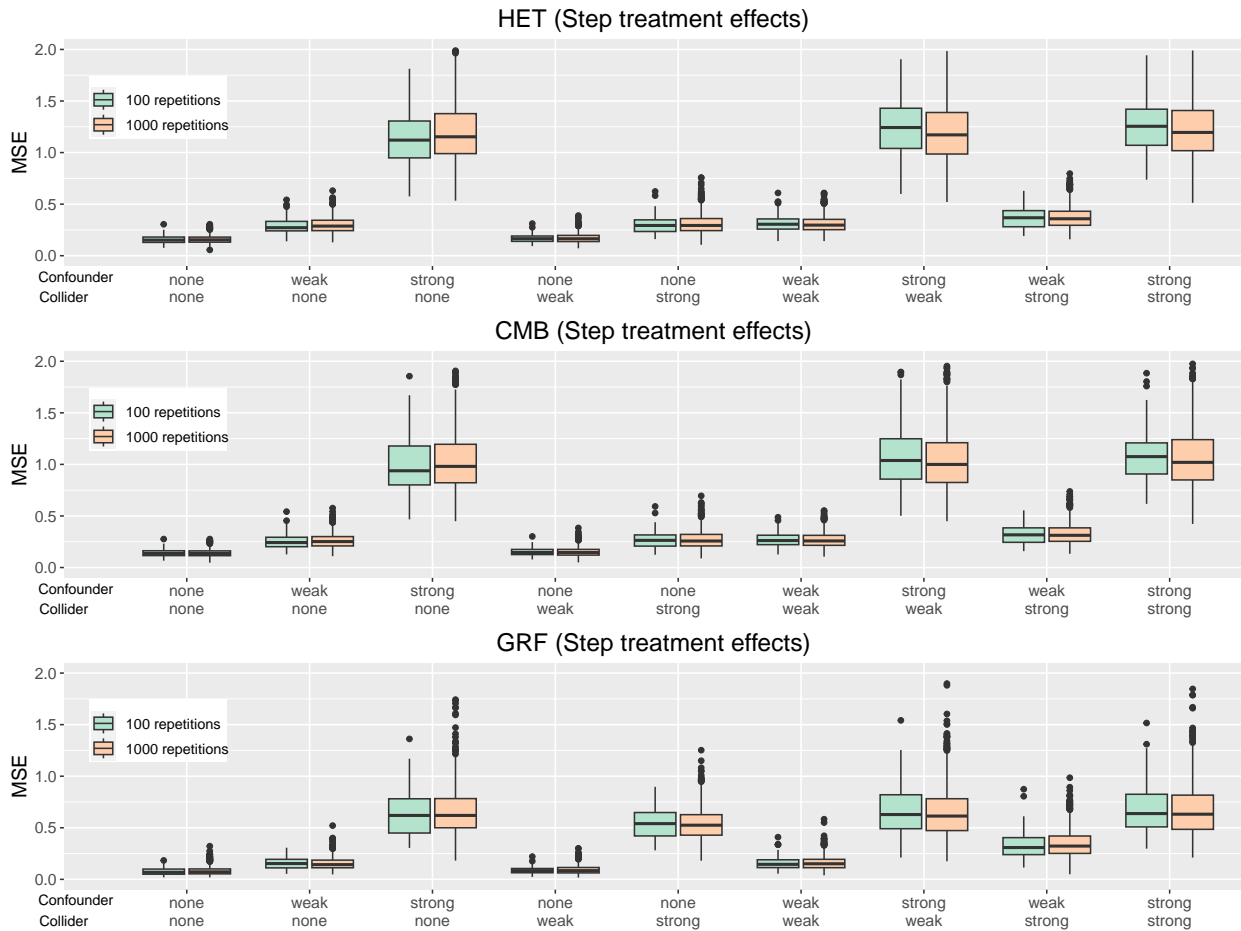 HET (Step treatment effects)
2.0
1.5
1.0
0.5
0.0
MSE
100 repetitions
1000 repetitions
Confounder none weak strong none none weak strong weak strong
Collider none none none weak strong weak weak strong strong
CMB (Step treatment effects)
2.0
1.5
1.0
0.5
0.0
MSE
100 repetitions
1000 repetitions
Confounder none weak strong none none weak strong weak strong
Collider none none none weak strong weak weak strong strong
GRF (Step treatment effects)
2.0
1.5
1.0
0.5
0.0
MSE
100 repetitions
1000 repetitions
Confounder none weak strong none none weak strong weak strong
Collider none none none weak strong weak weak strong strong